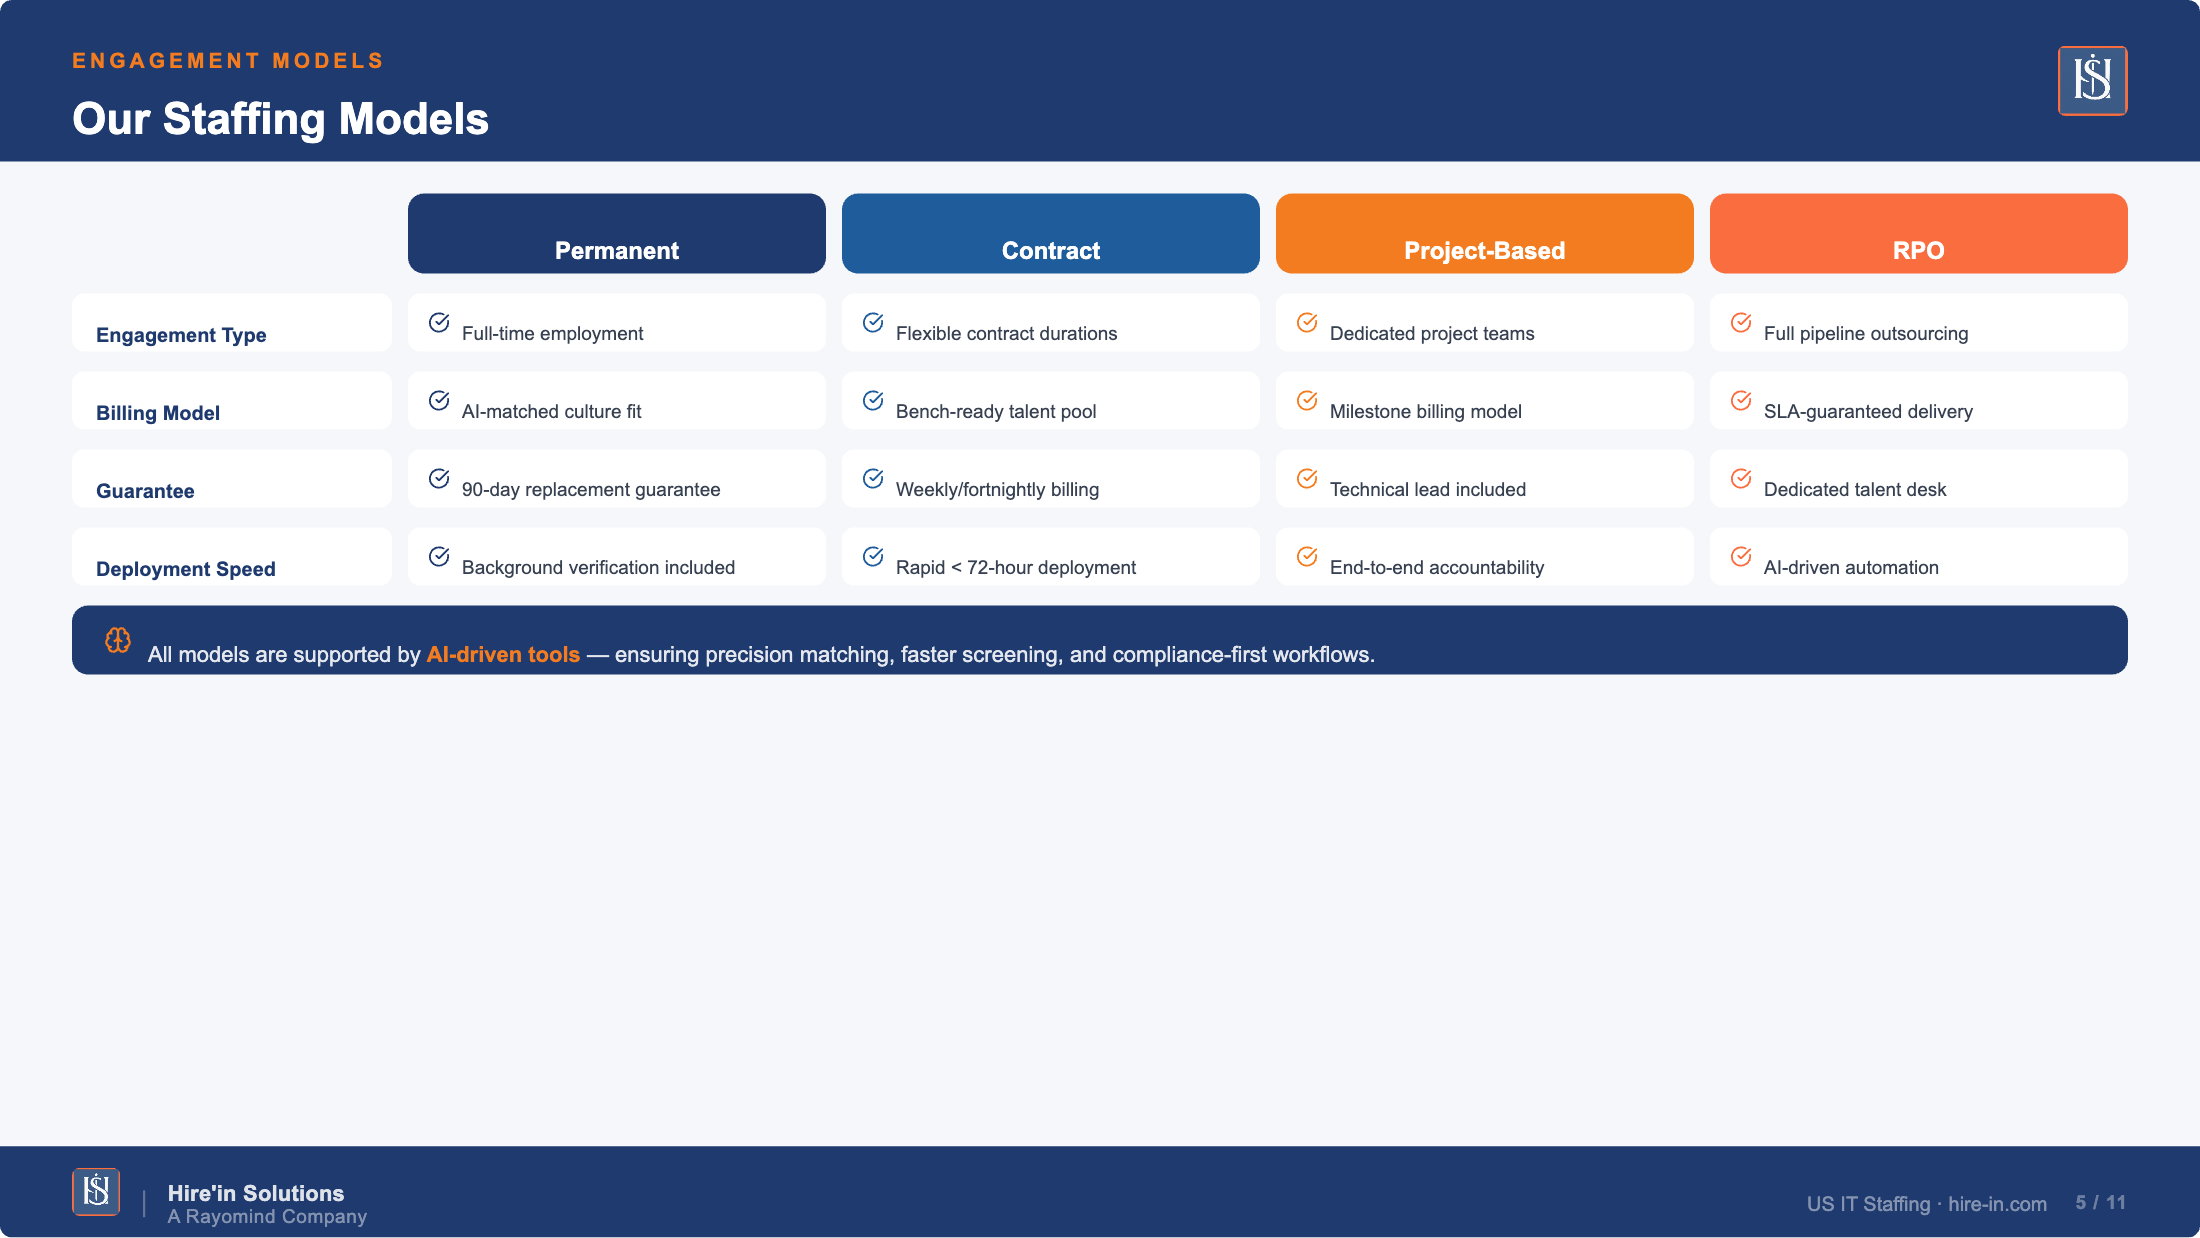 ENGAGEMENT MODELS
Our Staffing Models
Permanent
Contract
Project-Based
RPO
Engagement Type
Full-time employment
Flexible contract durations
Dedicated project teams
Full pipeline outsourcing
Billing Model
AI-matched culture fit
Bench-ready talent pool
Milestone billing model
SLA-guaranteed delivery
Guarantee
90-day replacement guarantee
Weekly/fortnightly billing
Technical lead included
Dedicated talent desk
Deployment Speed
Background verification included
Rapid < 72-hour deployment
End-to-end accountability
AI-driven automation
All models are supported by AI-driven tools — ensuring precision matching, faster screening, and compliance-first workflows.
Hire'in Solutions
A Rayomind Company
US IT Staffing · hire-in.com
5 / 11